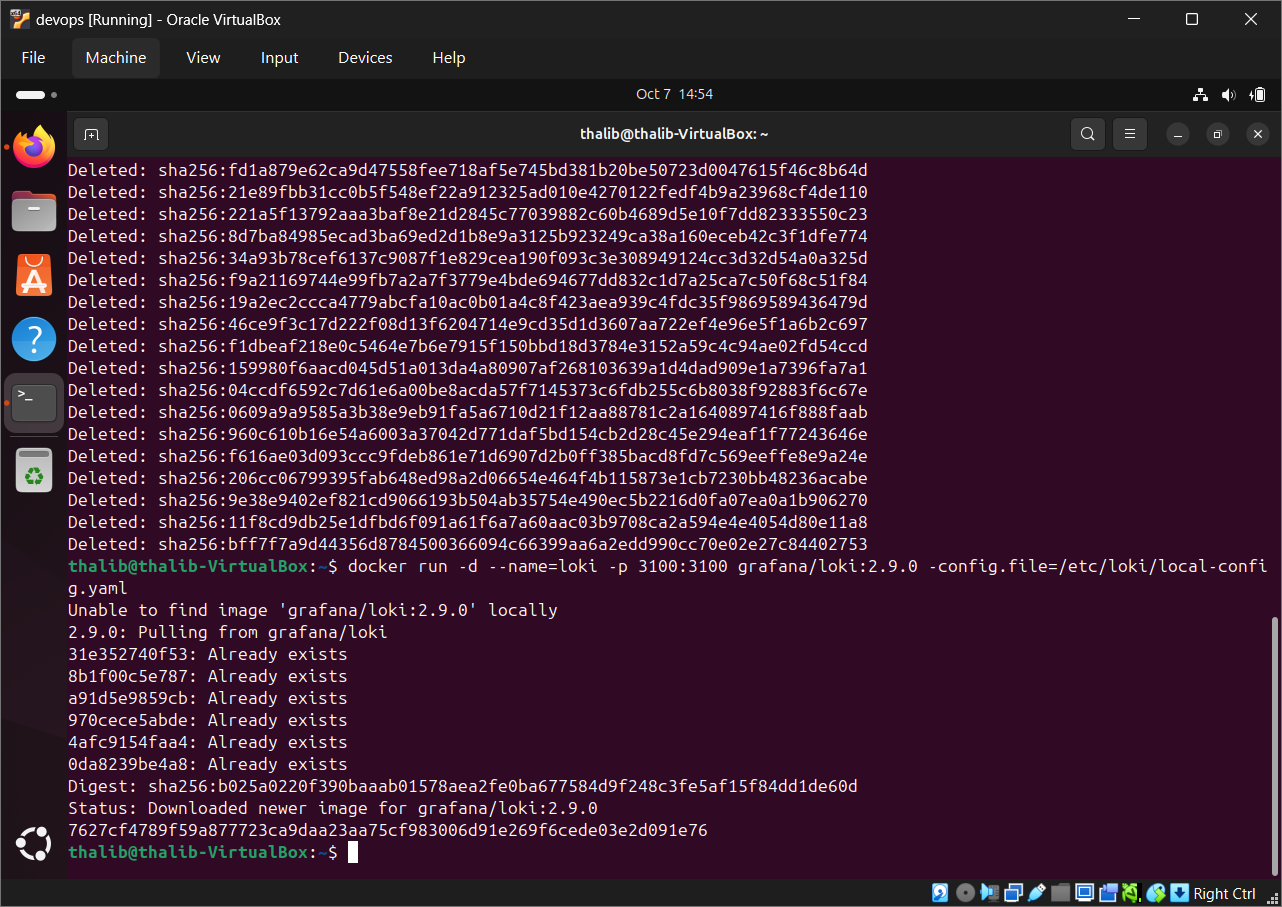 devops [Running] - Oracle VirtualBox
File Machine View Input Devices Help
Oct 7 14:54
thalib@thalib-VirtualBox: ~
Deleted: sha256:fd1a879e62ca9d47558fee718af5e745bd381b20be50723d0047615f46c8b64d
Deleted: sha256:21e89fbb31cc0b5f548ef22a912325ad010e4270122fedf4b9a23968cf4de110
Deleted: sha256:221a5f13792aaa3baf8e21d2845c77039882c60b4689d5e10f7dd82333550c23
Deleted: sha256:8d7ba84985ecad3ba69ed2d1b8e9a3125b923249ca38a160eceb42c3f1dfe774
Deleted: sha256:34a93b78cef6137c9087f1e829cea190f093c3e308949124cc3d32d54a0a325d
Deleted: sha256:f9a21169744e99fb7a2a7f3779e4bde694677dd832c1d7a25ca7c50f68c51f84
Deleted: sha256:19a2ec2ccca4779abcfa10ac0b01a4c8f423aea939c4fdc35f9869589436479d
Deleted: sha256:46ce9f3c17d222f08d13f6204714e9cd35d1d3607aa722ef4e96e5f1a6b2c697
Deleted: sha256:f1dbeaf218e0c5464e7b6e7915f150bbd18d3784e3152a59c4c94ae02fd54ccd
Deleted: sha256:159980f6aacd045d51a013da4a80907af268103639a1d4dad909e1a7396fa7a1
Deleted: sha256:04ccdf6592c7d61e6a00be8acda57f7145373c6fdb255c6b8038f92883f6c67e
Deleted: sha256:0609a9a9585a3b38e9eb91fa5a6710d21f12aa88781c2a1640897416f888faab
Deleted: sha256:960c610b16e54a6003a37042d771daf5bd154cb2d28c45e294eaf1f77243646e
Deleted: sha256:f616ae03d093ccc9fdeb861e71d6907d2b0ff385bacd8fd7c569eeffe8e9a24e
Deleted: sha256:206cc06799395fab648ed98a2d06654e464f4b115873e1cb7230bb48236acabe
Deleted: sha256:9e38e9402ef821cd9066193b504ab35754e490ec5b2216d0fa07ea0a1b906270
Deleted: sha256:11f8cd9db25e1dfbd6f091a61f6a7a60aac03b9708ca2a594e4e4054d80e11a8
Deleted: sha256:bff7f7a9d44356d8784500366094c66399aa6a2edd990cc70e02e27c84402753
thalib@thalib-VirtualBox:~$ docker run -d --name=loki -p 3100:3100 grafana/loki:2.9.0 -config.file=/etc/loki/local-confi
g.yaml
Unable to find image 'grafana/loki:2.9.0' locally
2.9.0: Pulling from grafana/loki
31e352740f53: Already exists
8b1f00c5e787: Already exists
a91d5e9859cb: Already exists
970cece5abde: Already exists
4afc9154faa4: Already exists
0da8239be4a8: Already exists
Digest: sha256:b025a0220f390baaab01578aea2fe0ba677584d9f248c3fe5af15f84dd1de60d
Status: Downloaded newer image for grafana/loki:2.9.0
7627cf4789f59a877723ca9daa23aa75cf983006d91e269f6cede03e2d091e76
thalib@thalib-VirtualBox:~$
Right Ctrl